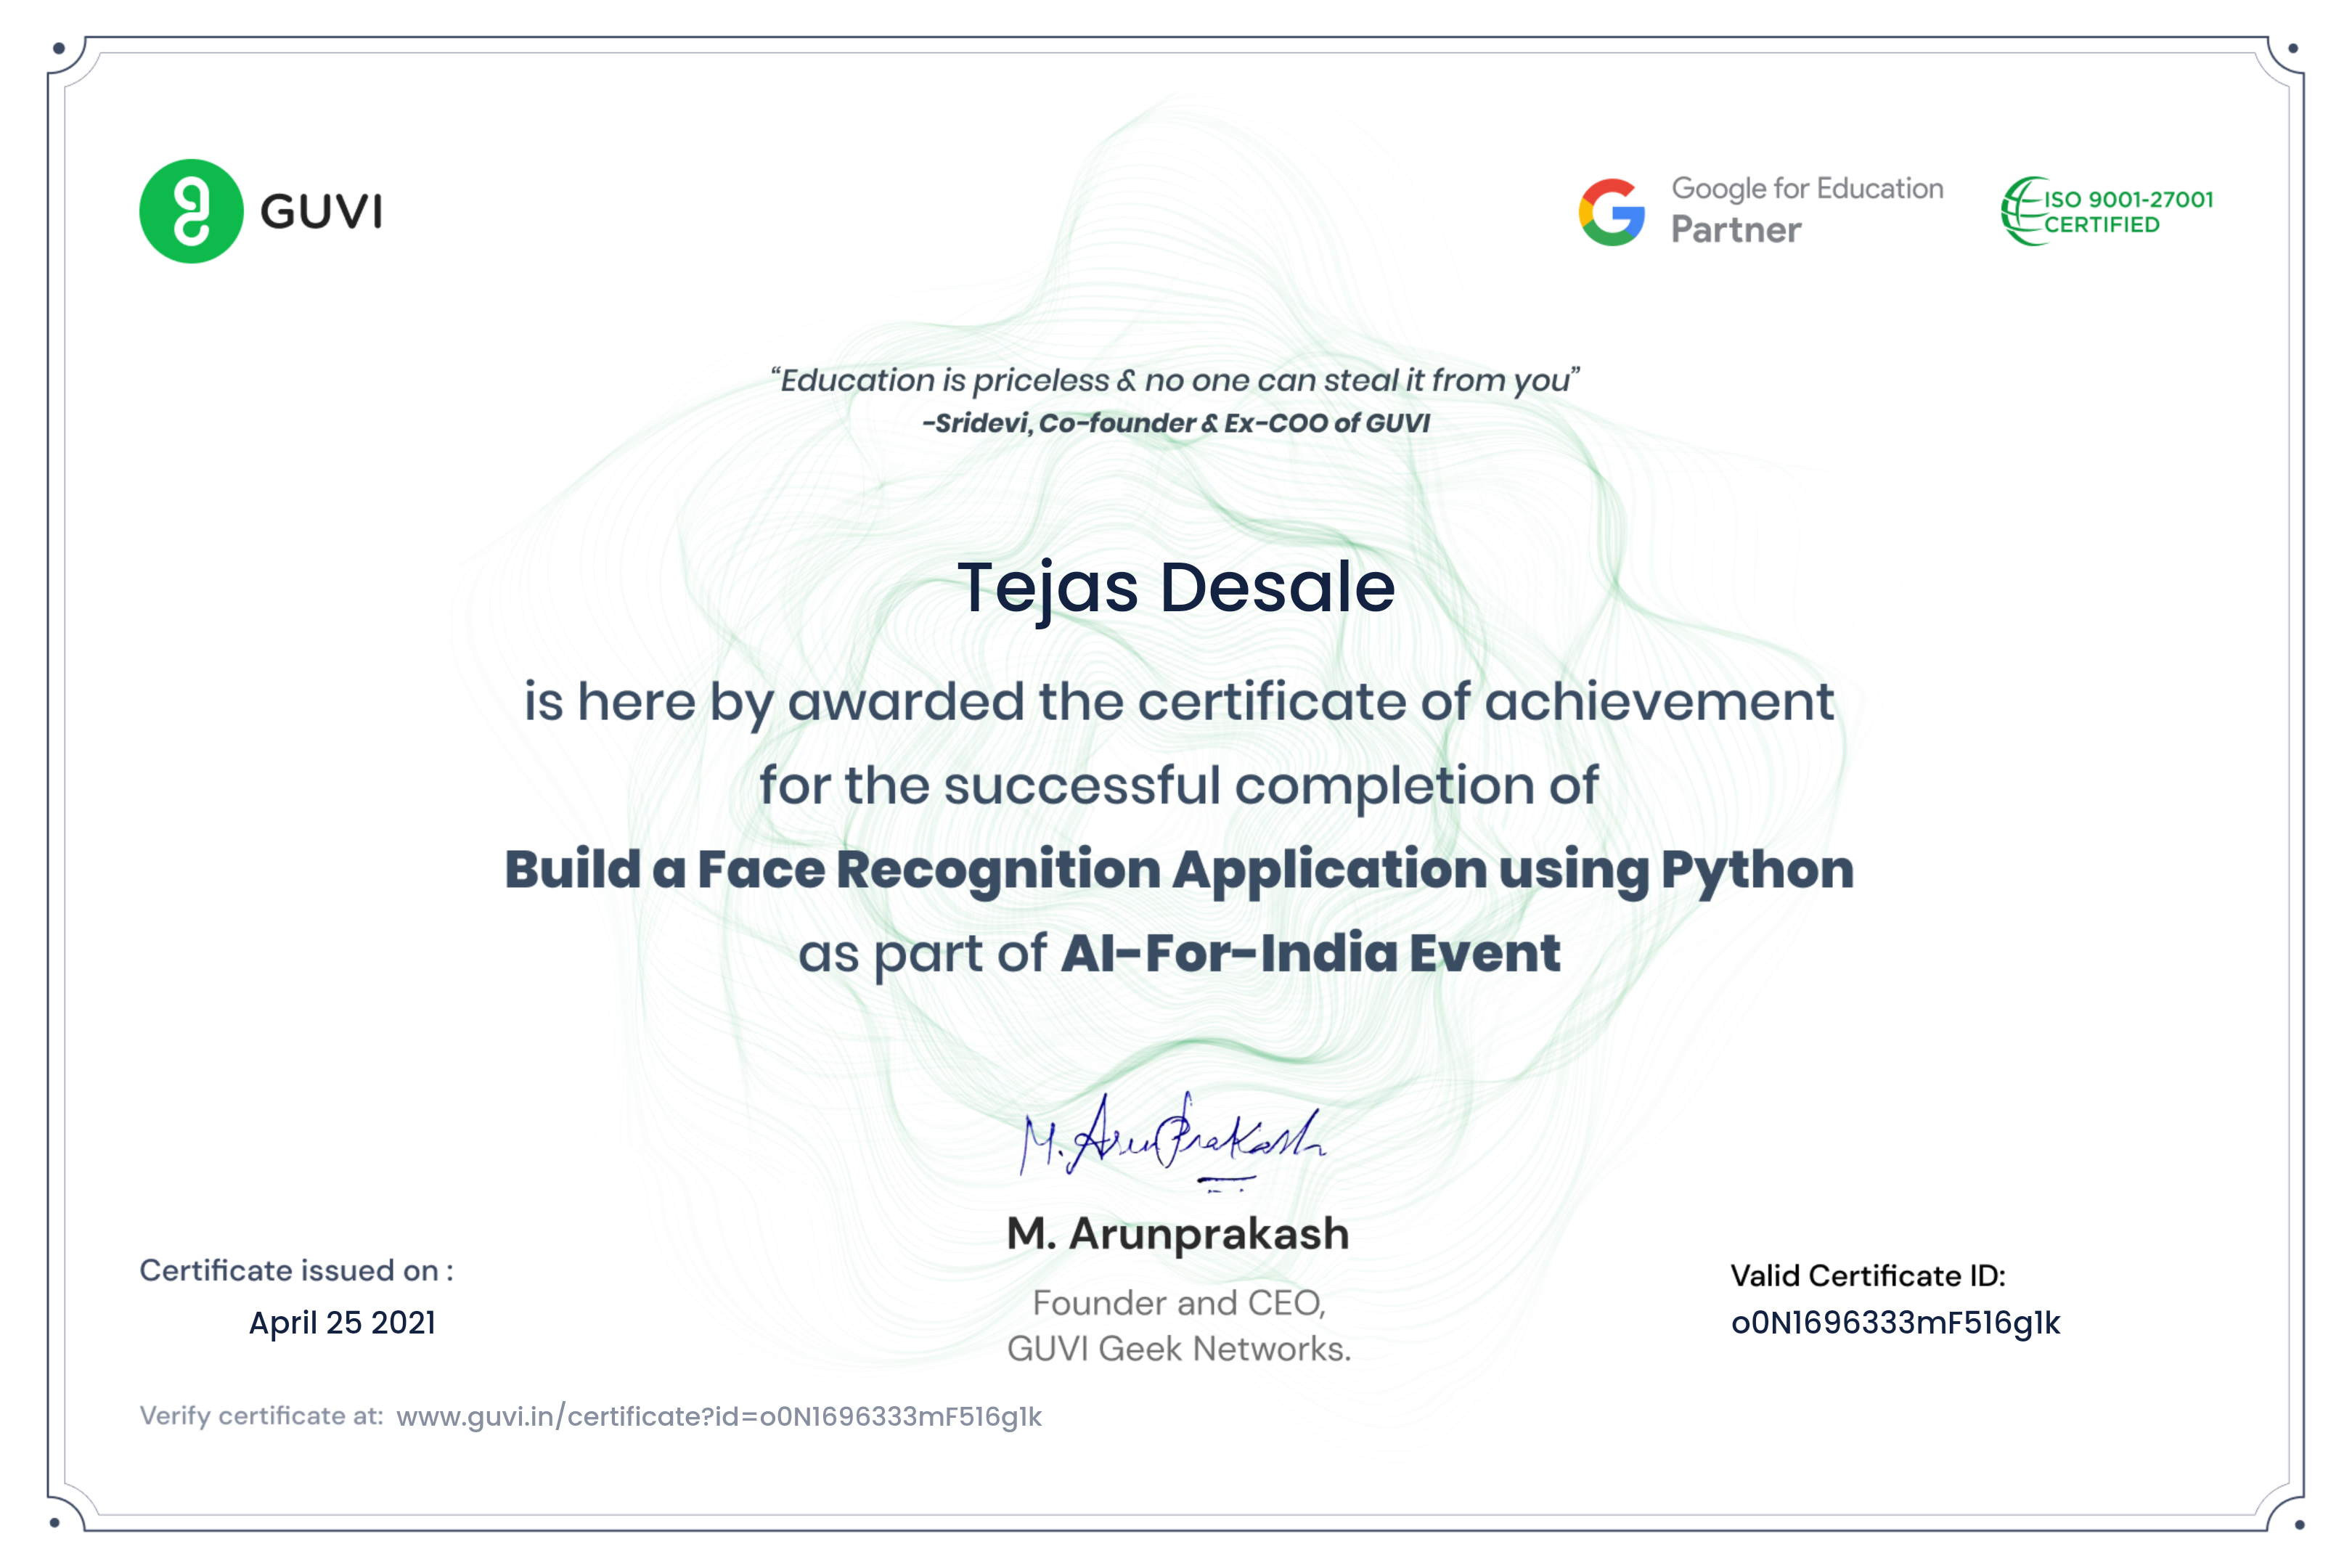 GUVI
Google for Education
Partner
ISO 9001-27001
CERTIFIED
“Education is priceless & no one can steal it from you”
-Sridevi, Co-founder & Ex-COO of GUVI
Tejas Desale
is here by awarded the certificate of achievement
for the successful completion of
Build a Face Recognition Application using Python
as part of AI-For-India Event
M. ArunPrakash
M. Arunprakash
Founder and CEO,
GUVI Geek Networks.
Certificate issued on :
April 25 2021
Valid Certificate ID:
o0N1696333mF516g1k
Verify certificate at: www.guvi.in/certificate?id=o0N1696333mF516g1k